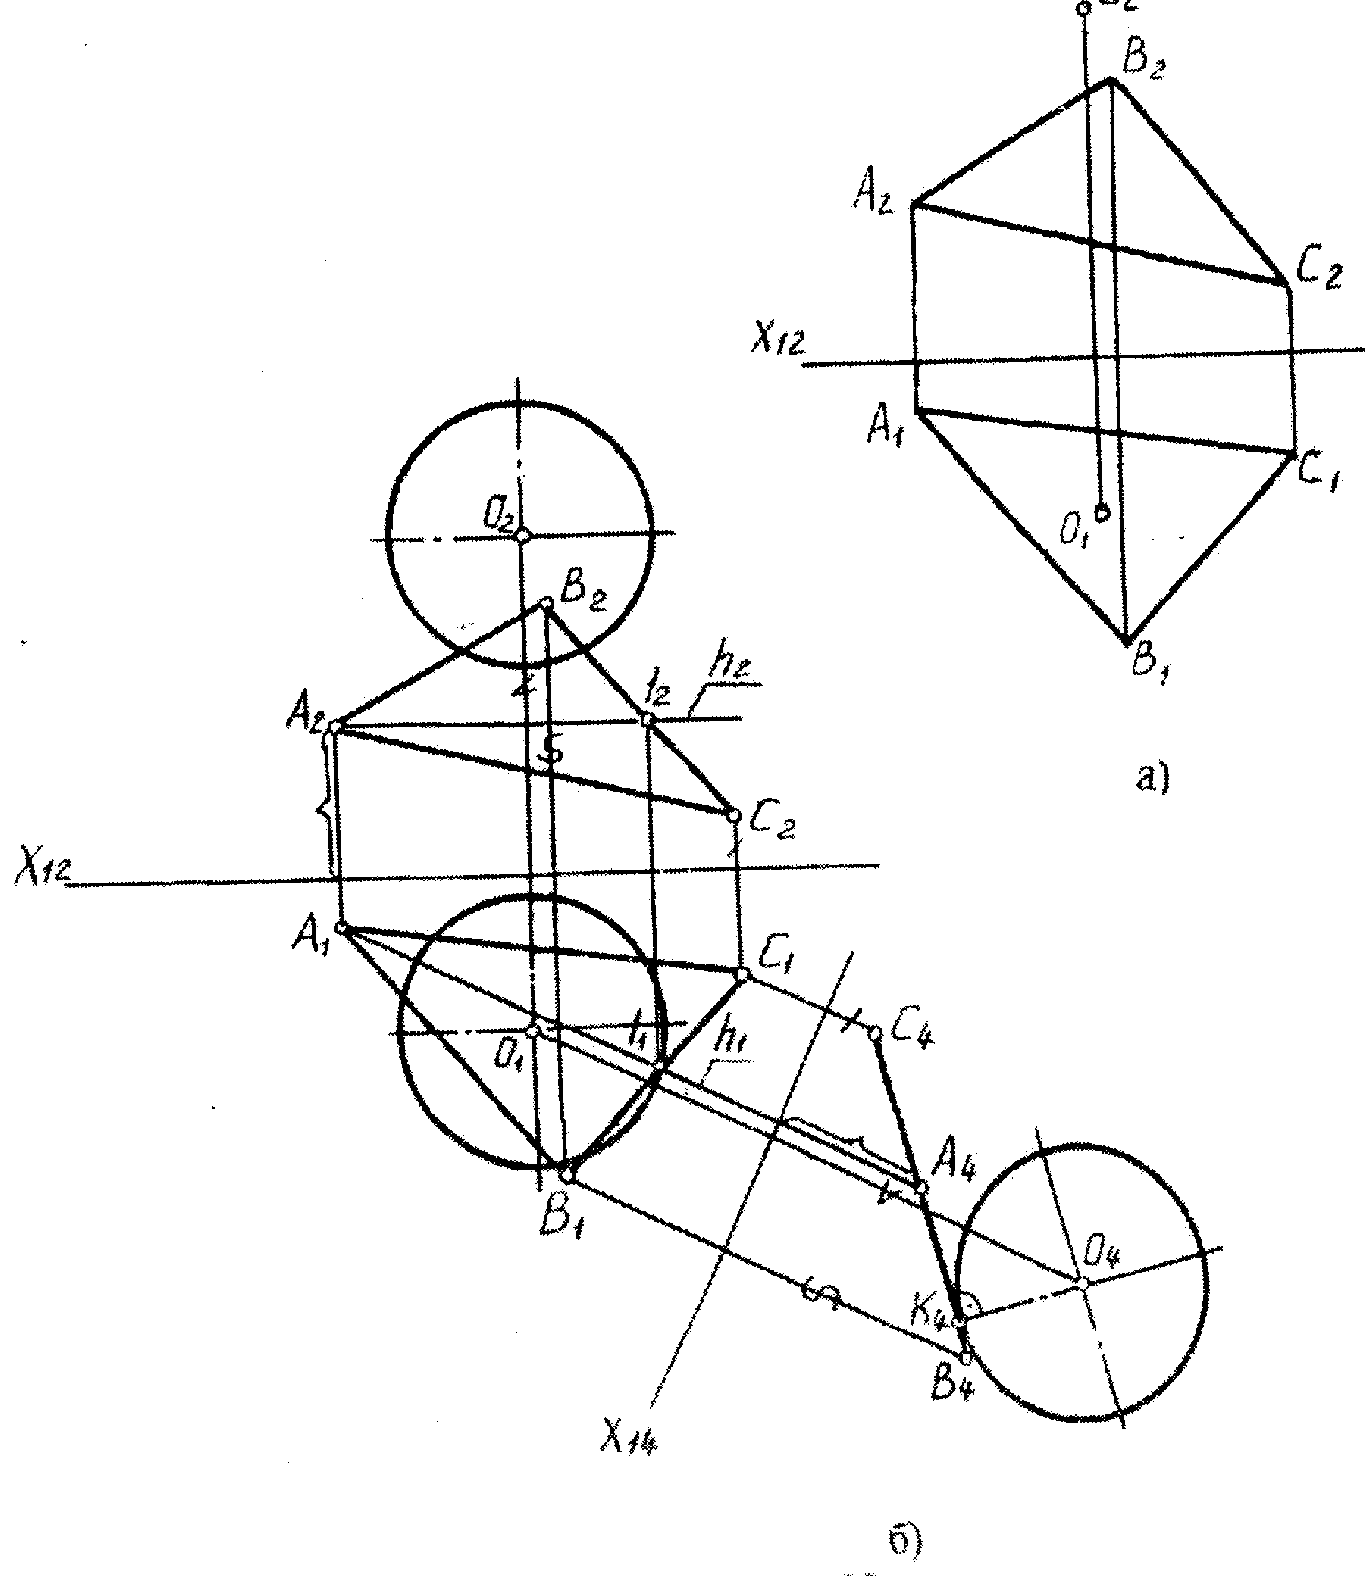 B₂
A₂
C₂
X₁₂
A₁
C₁
O₁
B₁
а)
O₂
B₂
h₂
1₂
A₂
C₂
X₁₂
A₁
C₁
1₁
h₁
O₁
C₄
A₄
B₁
O₄
K₄
B₄
X₁₄
б)